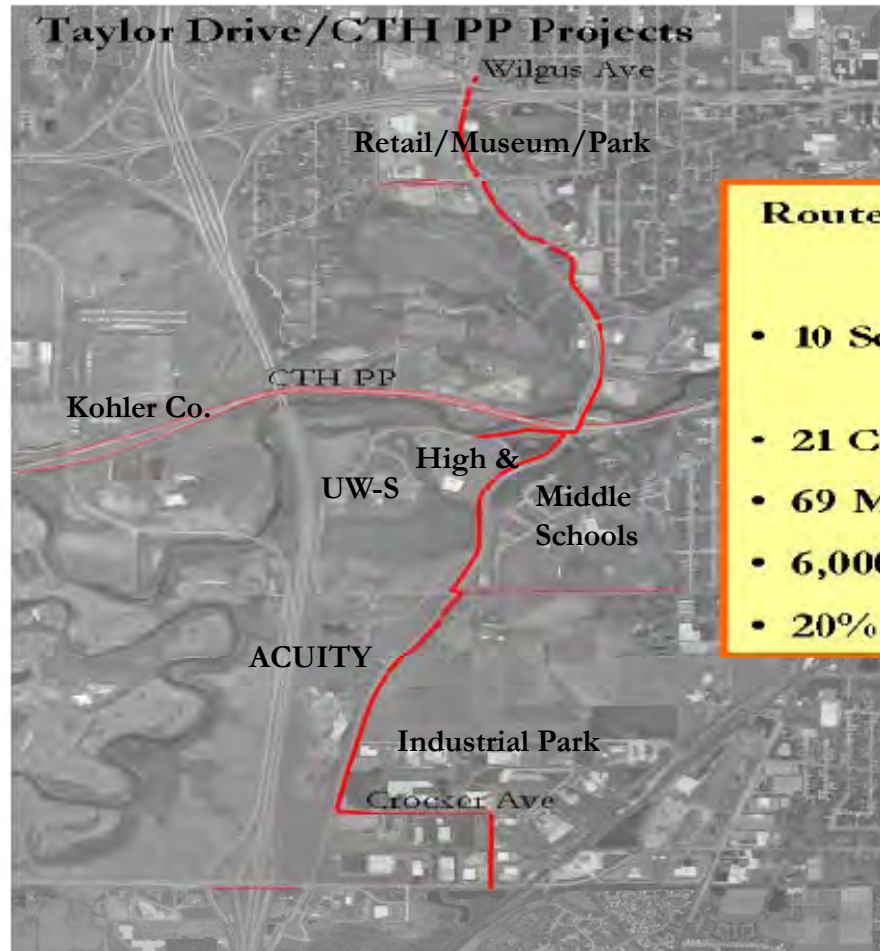 Taylor Drive/CTH PP Projects
Wilgus Ave
Retail/Museum/Park
Route
• 10 Sc
CTH PP
Kohler Co.
• 21 C
High &
UW-S
Middle
Schools
• 69 M
• 6,000
• 20%
ACUITY
Industrial Park
Crocker Ave